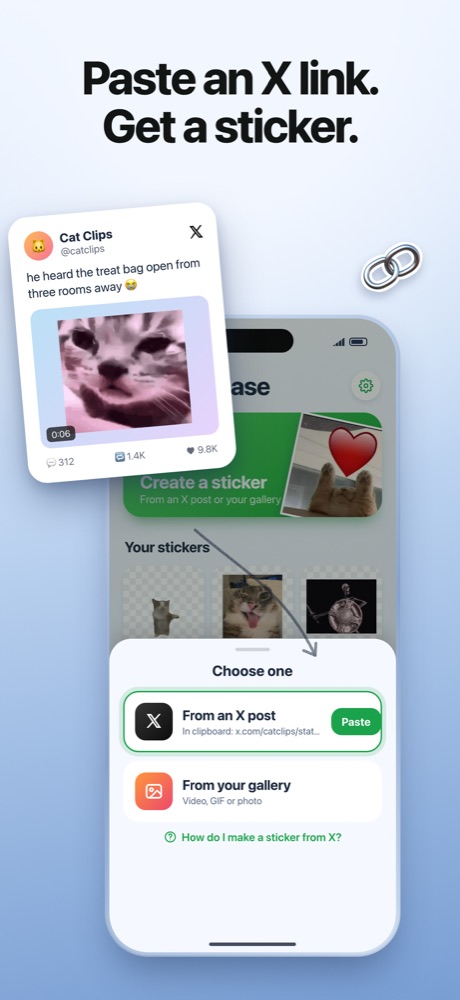 Paste an X link.
Get a sticker.
Cat Clips
@catclips
he heard the treat bag open from
three rooms away 😂
0:06
312
1.4K
9.8K
ase
Create a sticker
From an X post or your gallery
Your stickers
Choose one
From an X post
In clipboard: x.com/catclips/stat...
Paste
From your gallery
Video, GIF or photo
How do I make a sticker from X?